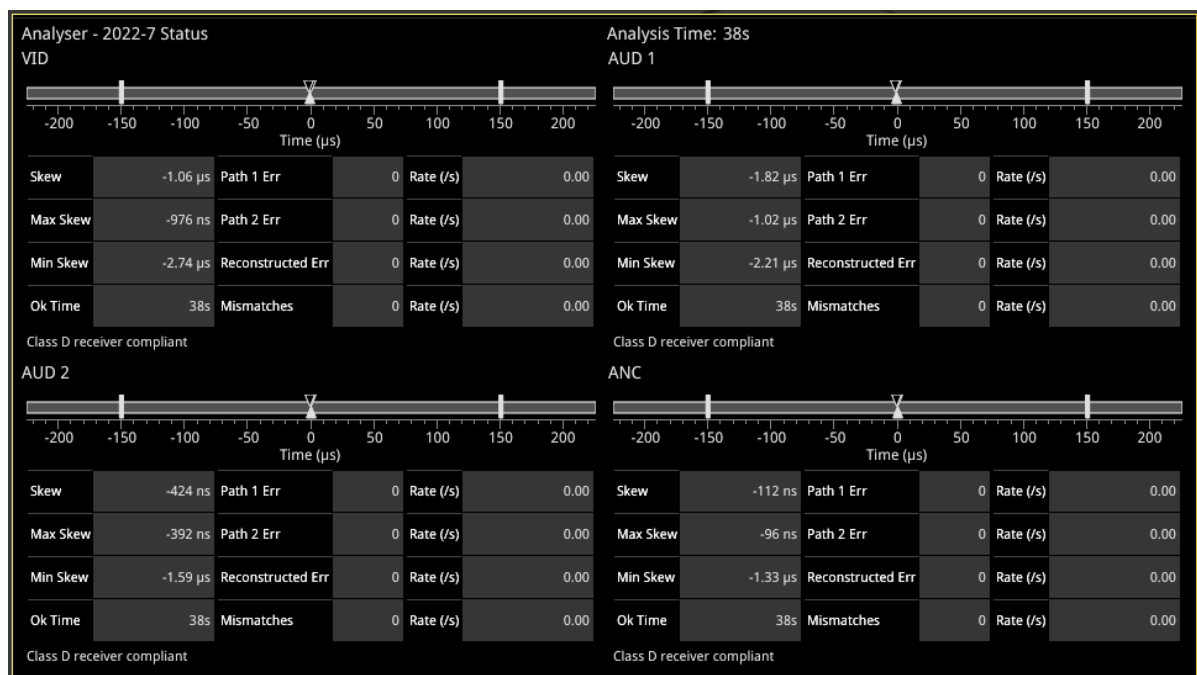 Analyser - 2022-7 Status
Analysis Time: 38s
VID
-200 -150 -100 -50 0 50 100 150 200
Time (µs)
Skew -1.06 µs Path 1 Err 0 Rate (/s) 0.00
Max Skew -976 ns Path 2 Err 0 Rate (/s) 0.00
Min Skew -2.74 µs Reconstructed Err 0 Rate (/s) 0.00
Ok Time 38s Mismatches 0 Rate (/s) 0.00
Class D receiver compliant
AUD 1
-200 -150 -100 -50 0 50 100 150 200
Time (µs)
Skew -1.82 µs Path 1 Err 0 Rate (/s) 0.00
Max Skew -1.02 µs Path 2 Err 0 Rate (/s) 0.00
Min Skew -2.21 µs Reconstructed Err 0 Rate (/s) 0.00
Ok Time 38s Mismatches 0 Rate (/s) 0.00
Class D receiver compliant
AUD 2
-200 -150 -100 -50 0 50 100 150 200
Time (µs)
Skew -424 ns Path 1 Err 0 Rate (/s) 0.00
Max Skew -392 ns Path 2 Err 0 Rate (/s) 0.00
Min Skew -1.59 µs Reconstructed Err 0 Rate (/s) 0.00
Ok Time 38s Mismatches 0 Rate (/s) 0.00
Class D receiver compliant
ANC
-200 -150 -100 -50 0 50 100 150 200
Time (µs)
Skew -112 ns Path 1 Err 0 Rate (/s) 0.00
Max Skew -96 ns Path 2 Err 0 Rate (/s) 0.00
Min Skew -1.33 µs Reconstructed Err 0 Rate (/s) 0.00
Ok Time 38s Mismatches 0 Rate (/s) 0.00
Class D receiver compliant